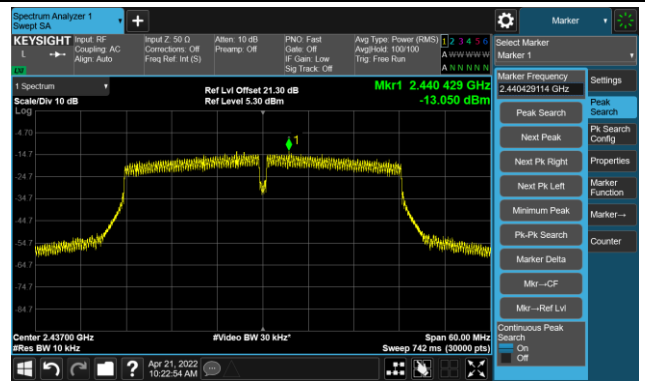 Spectrum Analyzer 1
Swept SA
Marker
KEYSIGHT
Input: RF
Coupling: AC
Align: Auto
Input Z: 50 Ω
Corrections: Off
Freq Ref: Int (S)
Atten: 10 dB
Preamp: Off
PNO: Fast
Gate: Off
IF Gain: Low
Sig Track: Off
Avg Type: Power (RMS)
Avg|Hold: 100/100
Trig: Free Run
1 2 3 4 5 6
A W W W W W
A N N N N N
LXI
Select Marker
Marker 1
1 Spectrum
Scale/Div 10 dB
Log
Ref Lvl Offset 21.30 dB
Ref Level 5.30 dBm
Mkr1 2.440 429 GHz
-13.050 dBm
1
-4.70
-14.7
-24.7
-34.7
-44.7
-54.7
-64.7
-74.7
-84.7
Center 2.43700 GHz
#Res BW 10 kHz
#Video BW 30 kHz*
Span 60.00 MHz
Sweep 742 ms (30000 pts)
Marker Frequency
2.440429114 GHz
Peak Search
Next Peak
Next Pk Right
Next Pk Left
Minimum Peak
Pk-Pk Search
Marker Delta
Mkr→CF
Mkr→Ref Lvl
Continuous Peak
Search
On
Off
Settings
Peak
Search
Pk Search
Config
Properties
Marker
Function
Marker→
Counter
?
Apr 21, 2022
10:22:54 AM